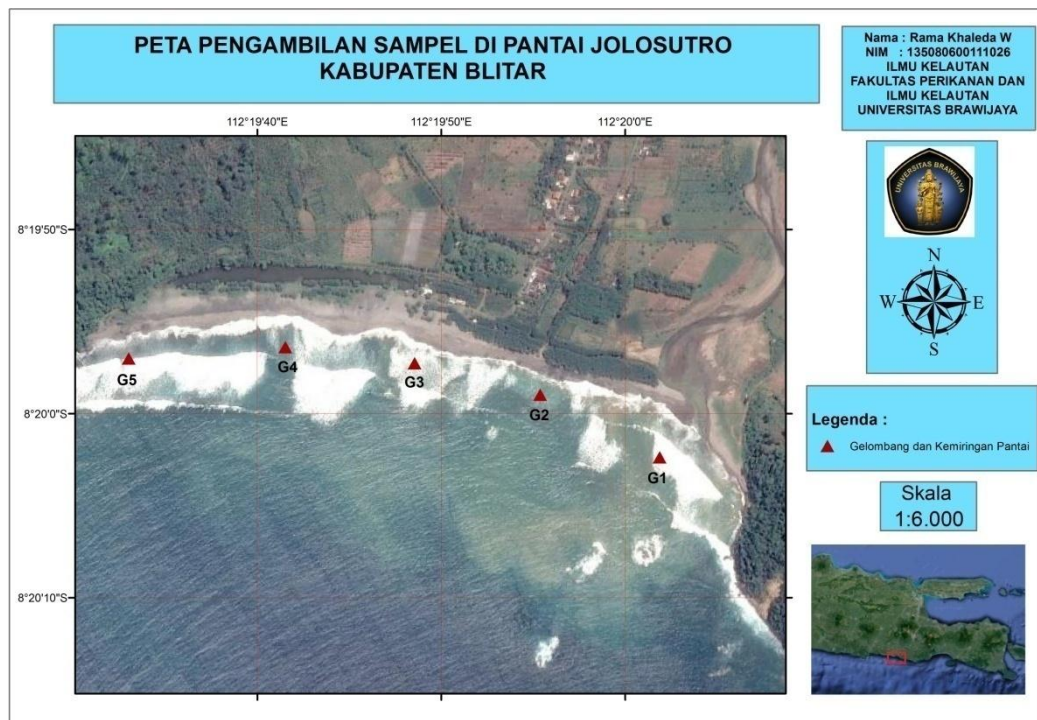 PETA PENGAMBILAN SAMPEL DI PANTAI JOLOSUTRO
KABUPATEN BLITAR
Nama : Rama Khaleda W
NIM : 135080600111026
ILMU KELAUTAN
FAKULTAS PERIKANAN DAN
ILMU KELAUTAN
UNIVERSITAS BRAWIJAYA
112°19'40"E
112°19'50"E
112°20'0"E
8°19'50"S
8°20'0"S
8°20'10"S
G5
G4
G3
G2
G1
UNIVERSITAS BRAWIJAYA
N
W
E
S
Legenda :
Gelombang dan Kemiringan Pantai
Skala
1:6.000